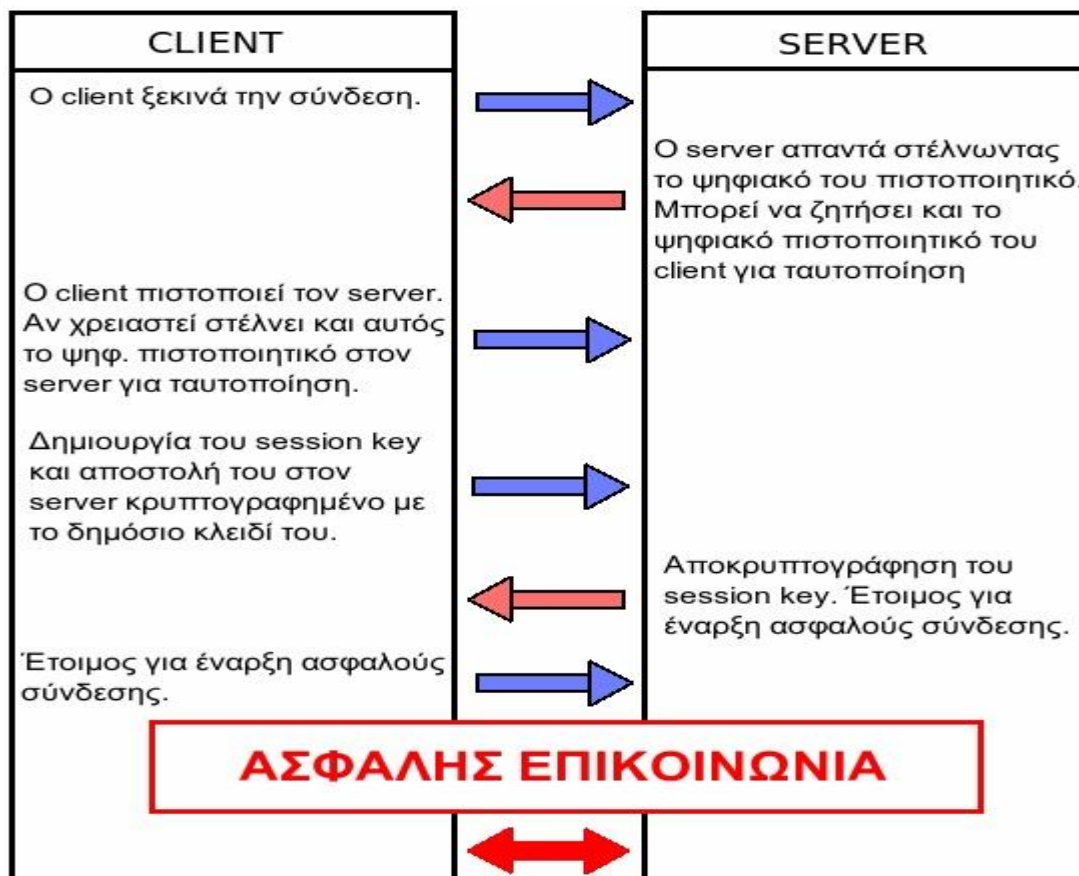 CLIENT
SERVER
Ο client ξεκινά την σύνδεση.
Ο server απαντά στέλνωντας
το ψηφιακό του πιστοποιητικό.
Μπορεί να ζητήσει και το
ψηφιακό πιστοποιητικό του
client για ταυτοποίηση
Ο client πιστοποιεί τον server.
Αν χρειαστεί στέλνει και αυτός
το ψηφ. πιστοποιητικό στον
server για ταυτοποίηση.
Δημιουργία του session key
και αποστολή του στον
server κρυπτογραφημένο με
το δημόσιο κλειδί του.
Αποκρυπτογράφηση του
session key. Έτοιμος για
έναρξη ασφαλούς σύνδεσης.
Έτοιμος για έναρξη ασφαλούς
σύνδεσης.
ΑΣΦΑΛΗΣ ΕΠΙΚΟΙΝΩΝΙΑ